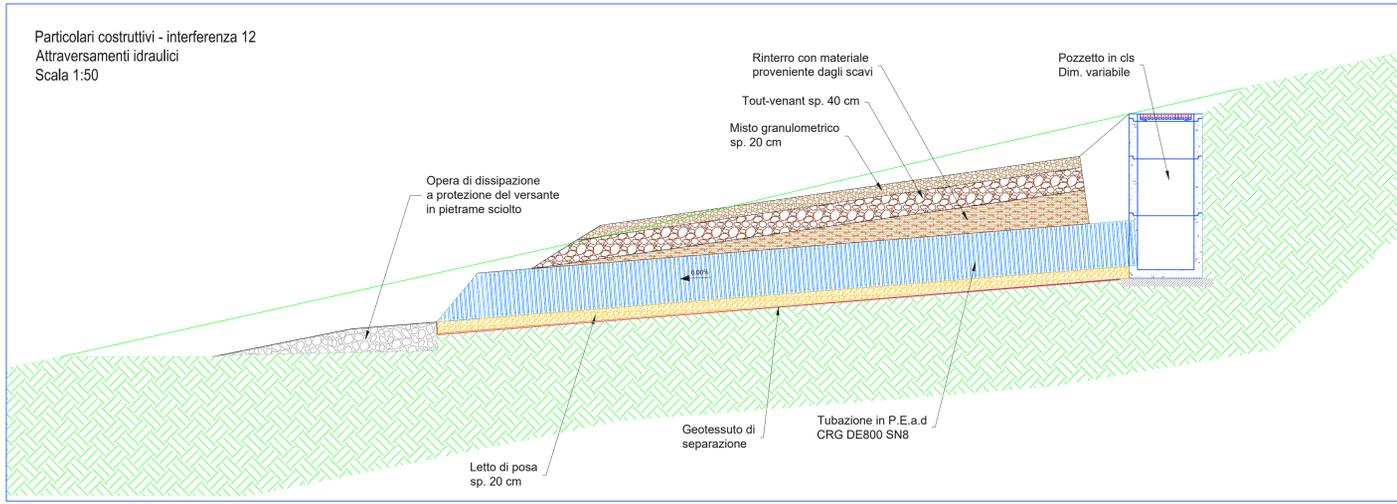 Particolari costruttivi - interferenza 12
Attraversamenti idraulici
Scala 1:50
Rinterro con materiale
proveniente dagli scavi
Pozzetto in cls
Dim. variabile
Tout-venant sp. 40 cm
Misto granulometrico
sp. 20 cm
Opera di dissipazione
a protezione del versante
in pietrame sciolto
6.00%
Tubazione in P.E.a.d
CRG DE800 SN8
Geotessuto di
separazione
Letto di posa
sp. 20 cm